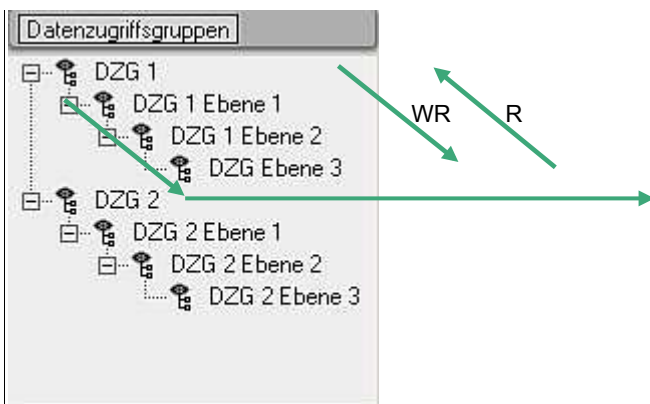 Datenzugriffsgruppen
DZG 1
DZG 1 Ebene 1
DZG 1 Ebene 2
DZG Ebene 3
DZG 2
DZG 2 Ebene 1
DZG 2 Ebene 2
DZG 2 Ebene 3
WR
R